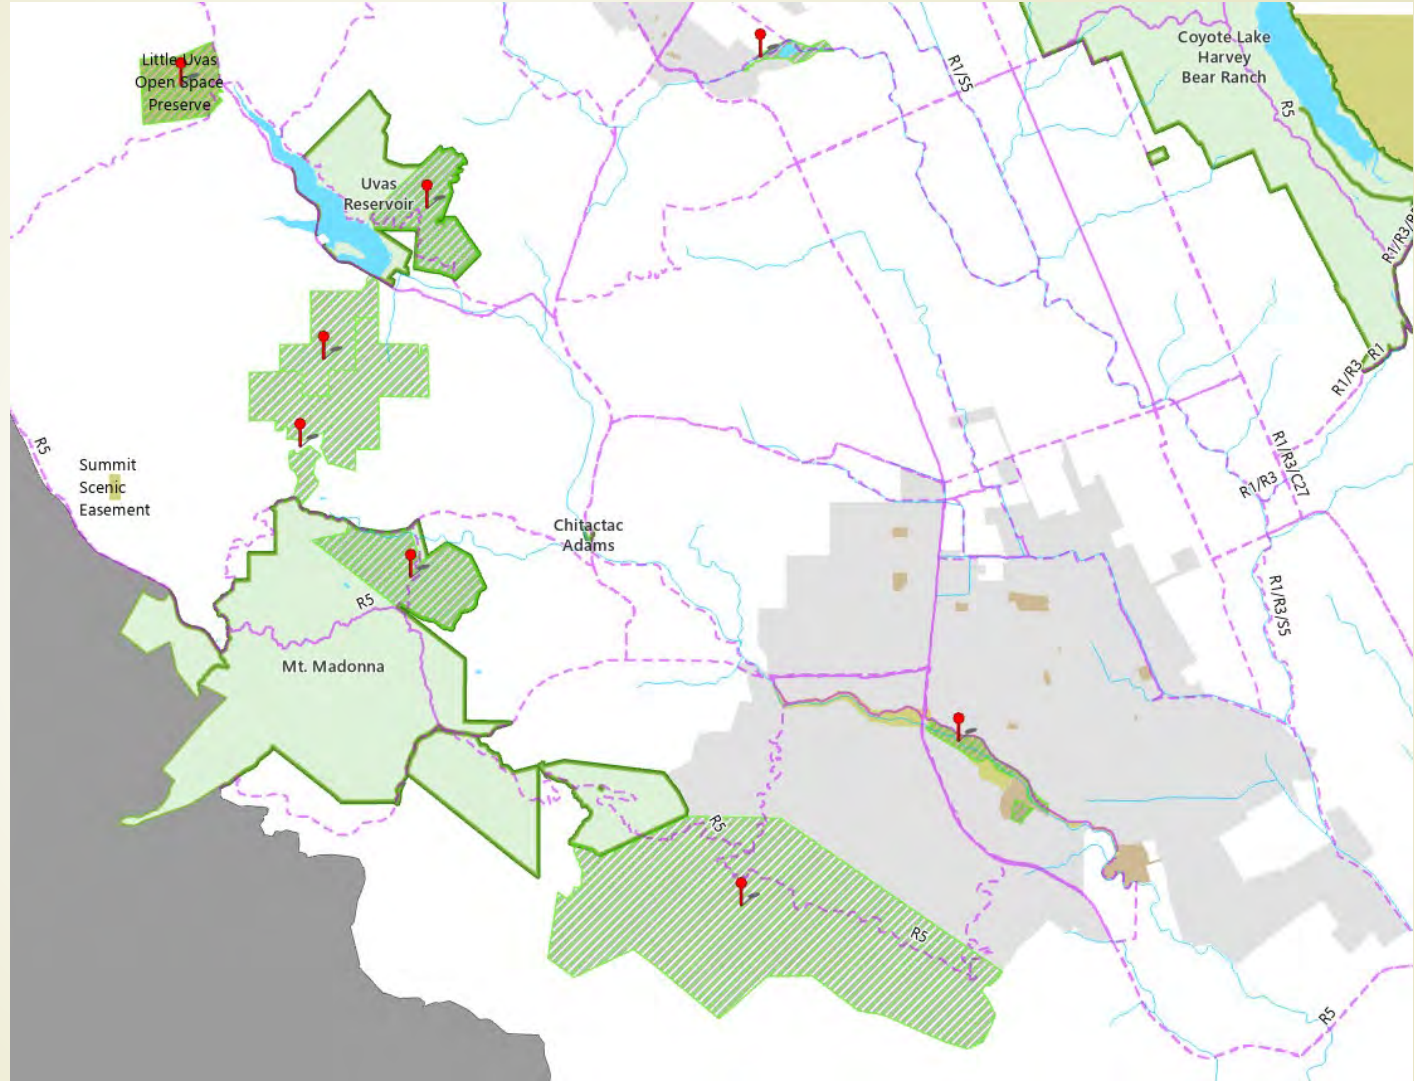 Little Uvas
Open Space
Preserve
R1/S5
Coyote Lake
Harvey
Bear Ranch
R5
Uvas
Reservoir
R1/R3
R1
R5
Summit
Scenic
Easement
R1/R3/C27
R1/R3
Chitactac
Adams
R5
R1/R3/S5
Mt. Madonna
R5
R5
R5